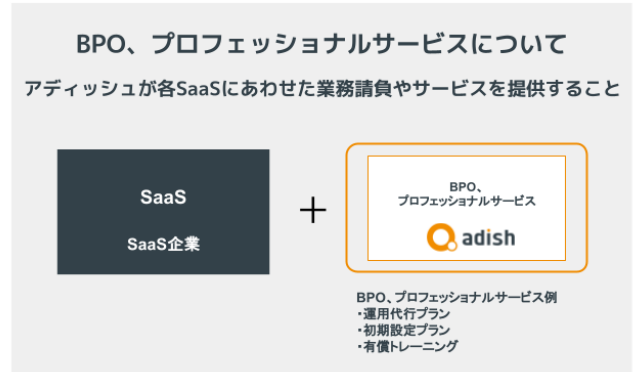 BPO、プロフェッショナルサービスについて
アディッシュが各SaaSにあわせた業務請負やサービスを提供すること
SaaS
SaaS企業
+
BPO、
プロフェッショナルサービス
adish
BPO、プロフェッショナルサービス例
・運用代行プラン
・初期設定プラン
・有償トレーニング